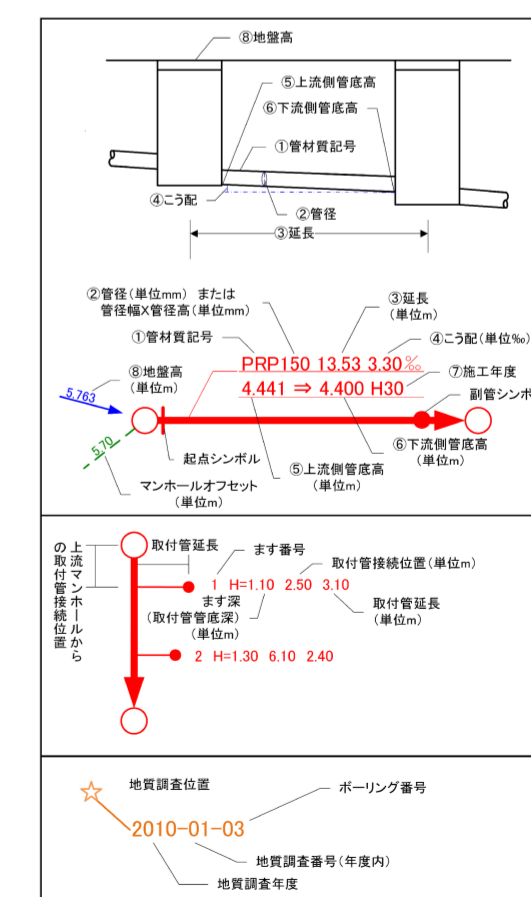 ⑧地盤高
⑤上流側管底高
⑥下流側管底高
①管材質記号
④こう配
②管径
③延長
②管径(単位mm) または
管径幅X管径高(単位mm)
③延長
(単位m)
①管材質記号
④こう配(単位‰)
PRP150 13.53 3.30‰
⑧地盤高
(単位m)
⑦施工年度
4.441 ⇒ 4.400 H30
5.763
副管シンボ
5.70
起点シンボル
⑥下流側管底高
(単位m)
⑤上流側管底高
(単位m)
マンホールオフセット
(単位m)
上流マンホールから
の取付管接続位置
取付管延長
ます番号
取付管接続位置(単位m)
1 H=1.10 2.50 3.10
ます深
(取付管管底深)
(単位m)
取付管延長
(単位m)
2 H=1.30 6.10 2.40
地質調査位置
ボーリング番号
2010-01-03
地質調査番号(年度内)
地質調査年度